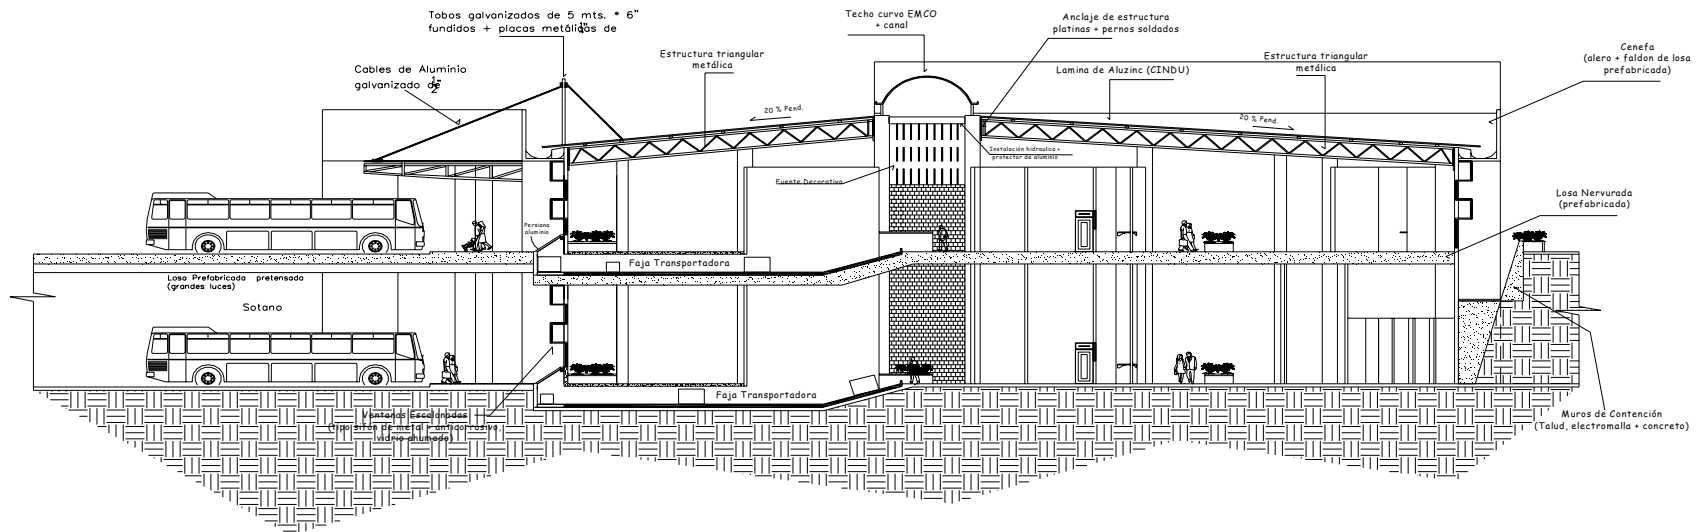 Tobos galvanizados de 5 mts. * 6"
fundidos + placas metálicas de
Cables de Aluminio
galvanizado de 1/2"
Estructura triangular
metálica
20 % Pend.
Techo curvo EMCO
+ canal
Anclaje de estructura
platinas + pernos soldados
Lamina de Aluzinc (CINDU)
Estructura triangular
metálica
20 % Pend.
Cenefa
(alero + faldon de losa
prefabricada)
Instalación hidraulica +
protector de aluminio
Fuente Decorativa
Losa Nervurada
(prefabricada)
Persiana
aluminio
Faja Transportadora
Losa Prefabricada pretensada
(grandes luces)
Sotano
Faja Transportadora
Ventanas Escalonadas
(tipo sifón de metal + anticorrosivo,
vidrio ahumado)
Muros de Contención
(Talud, electromalla + concreto)